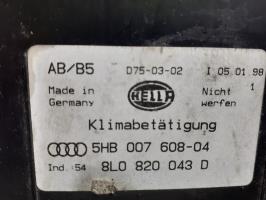 AB/B5 D75-03-02 I 05.01.98
1
Made in HELLA Nicht
Germany werfen
Klimabetätigung
5HB 007 608-04
Ind. 54 8L0 820 043 D